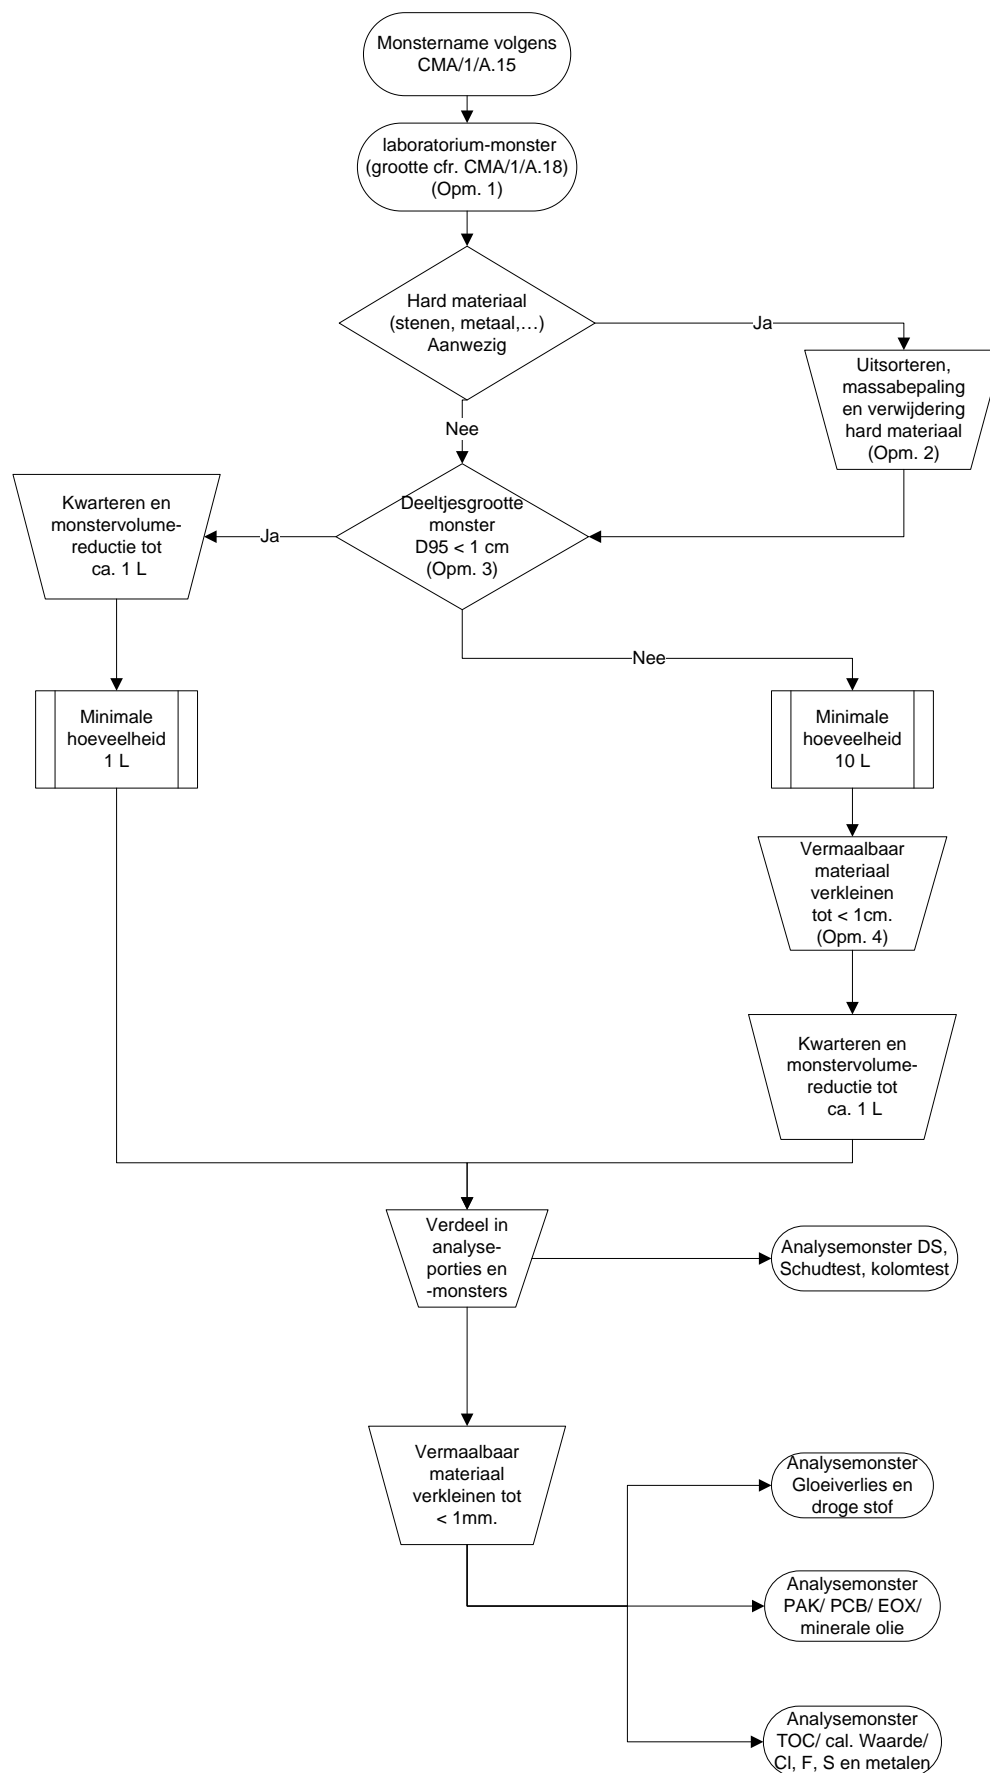 Monstername volgens
CMA/1/A.15
laboratorium-monster
(grootte cfr. CMA/1/A.18)
(Opm. 1)
Hard materiaal
(stenen, metaal,…)
Aanwezig
Ja
Uitsorteren,
massabepaling
en verwijdering
hard materiaal
(Opm. 2)
Nee
Deeltjesgrootte
monster
D95 < 1 cm
(Opm. 3)
Ja
Kwarteren en
monstervolume-
reductie tot
ca. 1 L
Nee
Minimale
hoeveelheid
1 L
Minimale
hoeveelheid
10 L
Vermaalbaar
materiaal
verkleinen
tot < 1cm.
(Opm. 4)
Kwarteren en
monstervolume-
reductie tot
ca. 1 L
Verdeel in
analyse-
porties en
-monsters
Analysemonster DS,
Schudtest, kolomtest
Vermaalbaar
materiaal
verkleinen tot
< 1mm.
Analysemonster
Gloeiverlies en
droge stof
Analysemonster
PAK/ PCB/ EOX/
minerale olie
Analysemonster
TOC/ cal. Waarde/
Cl, F, S en metalen